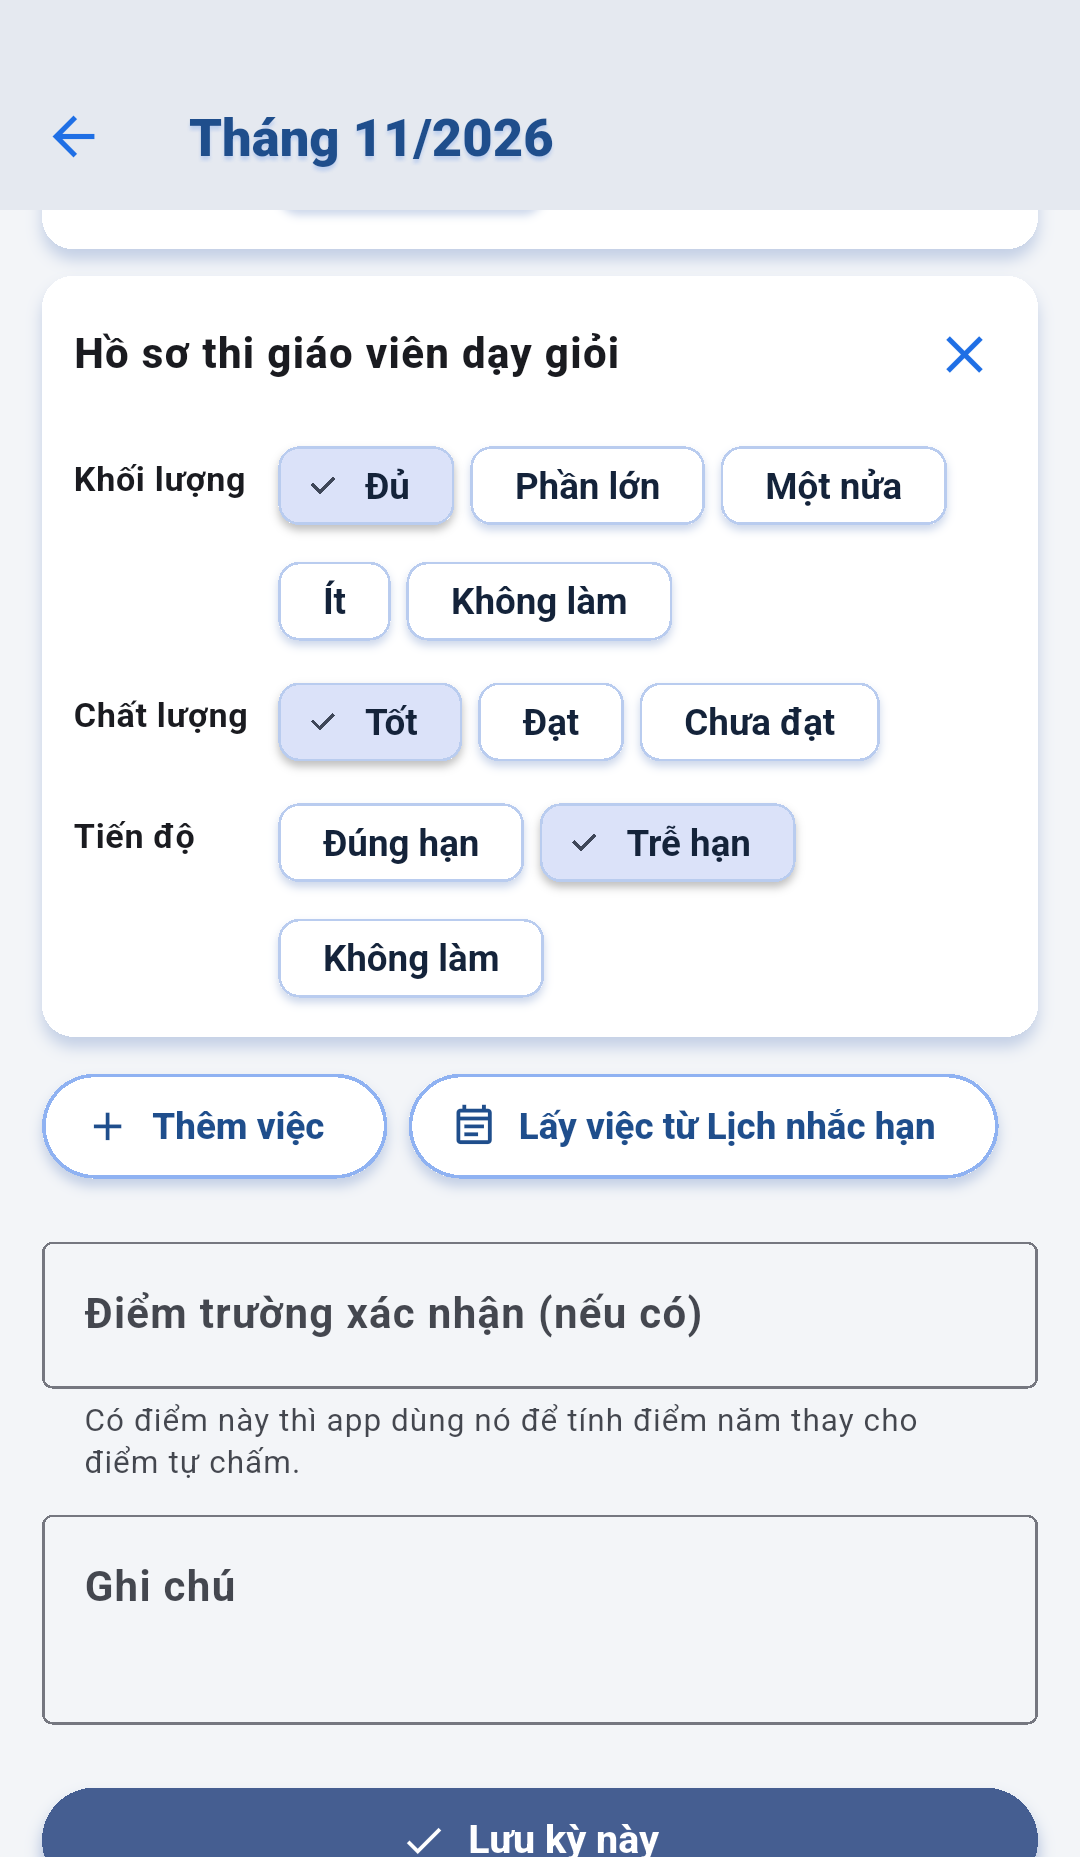 Tháng 11/2026
Hồ sơ thi giáo viên dạy giỏi
Khối lượng
Đủ
Phần lớn
Một nửa
Ít
Không làm
Chất lượng
Tốt
Đạt
Chưa đạt
Tiến độ
Đúng hạn
Trễ hạn
Không làm
Thêm việc
Lấy việc từ Lịch nhắc hạn
Điểm trường xác nhận (nếu có)
Có điểm này thì app dùng nó để tính điểm năm thay cho
điểm tự chấm.
Ghi chú
Lưu kỳ này